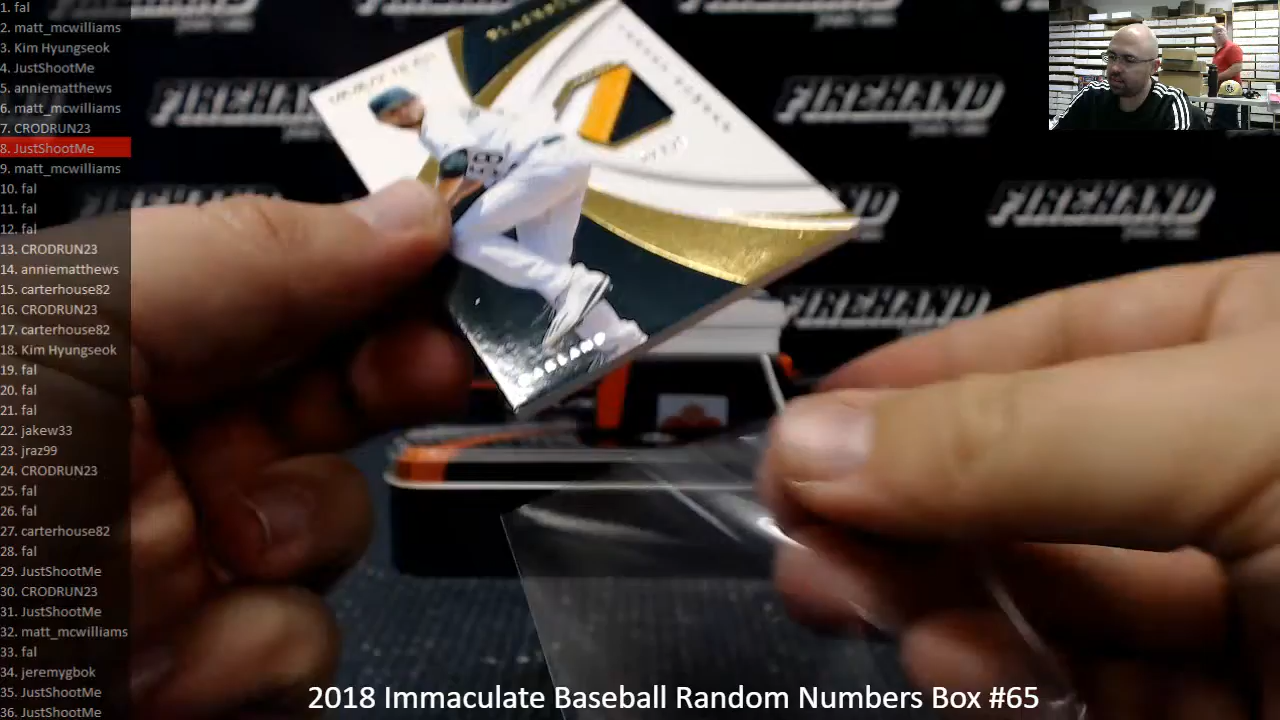 1. fal
2. matt_mcwilliams
3. Kim Hyungseok
4. JustShootMe
5. anniematthews
6. matt_mcwilliams
7. CRODRUN23
8. JustShootMe
9. matt_mcwilliams
10. fal
11. fal
12. fal
13. CRODRUN23
14. anniematthews
15. carterhouse82
16. CRODRUN23
17. carterhouse82
18. Kim Hyungseok
19. fal
20. fal
21. fal
22. jakew33
23. jraz99
24. CRODRUN23
25. fal
26. fal
27. carterhouse82
28. fal
29. JustShootMe
30. CRODRUN23
31. JustShootMe
32. matt_mcwilliams
33. fal
34. jeremygbok
35. JustShootMe
36. JustShootMe
FIREHAND
FIREHAND
FIREHAND
FIREHAND
FIREHAND
OAKLAND
2018 Immaculate Baseball Random Numbers Box #65